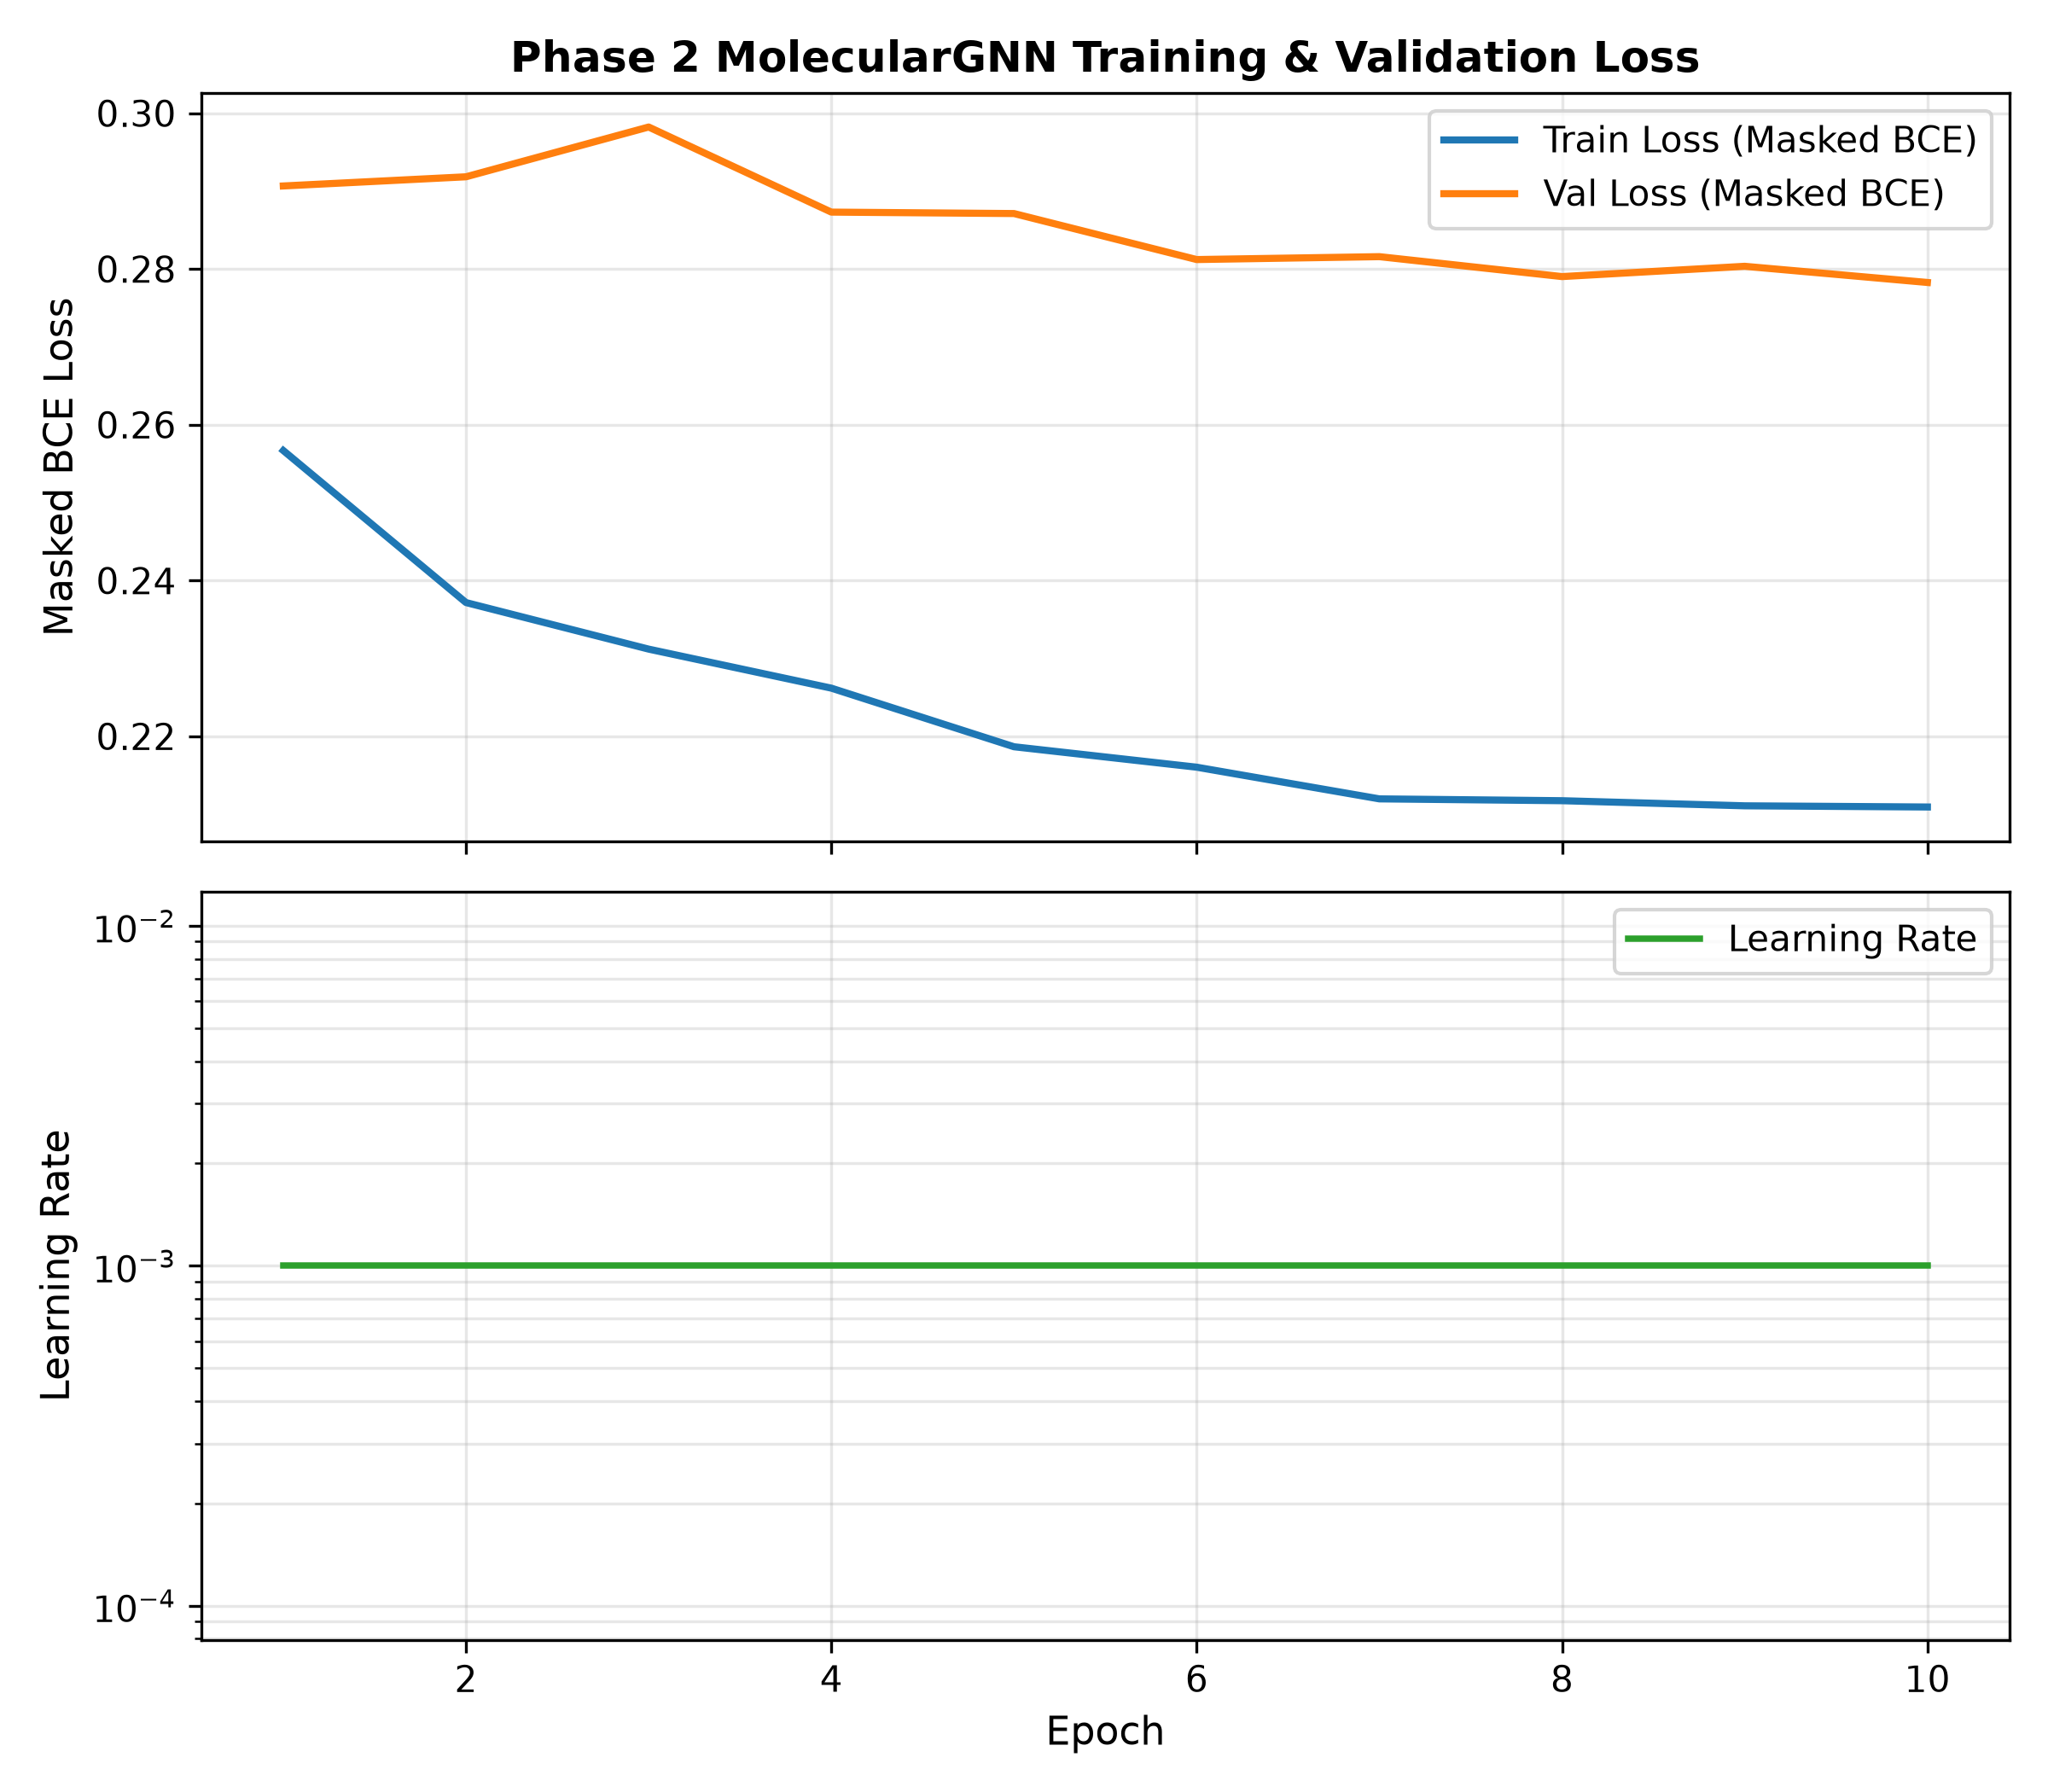 Phase 2 MolecularGNN Training & Validation Loss
Train Loss (Masked BCE)
Val Loss (Masked BCE)
Masked BCE Loss
0.30
0.28
0.26
0.24
0.22
Learning Rate
Learning Rate
10⁻²
10⁻³
10⁻⁴
2 4 6 8 10
Epoch